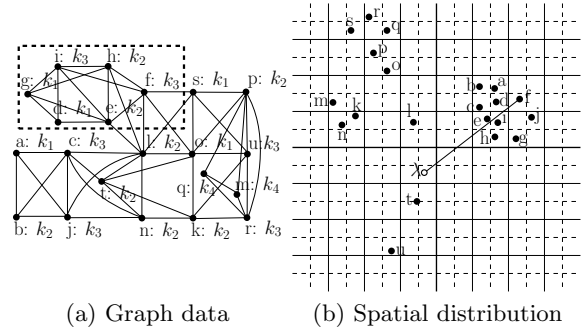 i: k₃ h: k₂
g: k₁
d: k₁ e: k₂ f: k₃ s: k₁ p: k₂
a: k₁ c: k₃ l: k₂ o: k₁ u: k₃
t: k₂ q: k₄ m: k₄
b: k₂ j: k₃ n: k₂ k: k₂ r: k₃
(a) Graph data
r
s q
p
o
b a
m c d f
k l e i j
n h g
λ
t
u
(b) Spatial distribution